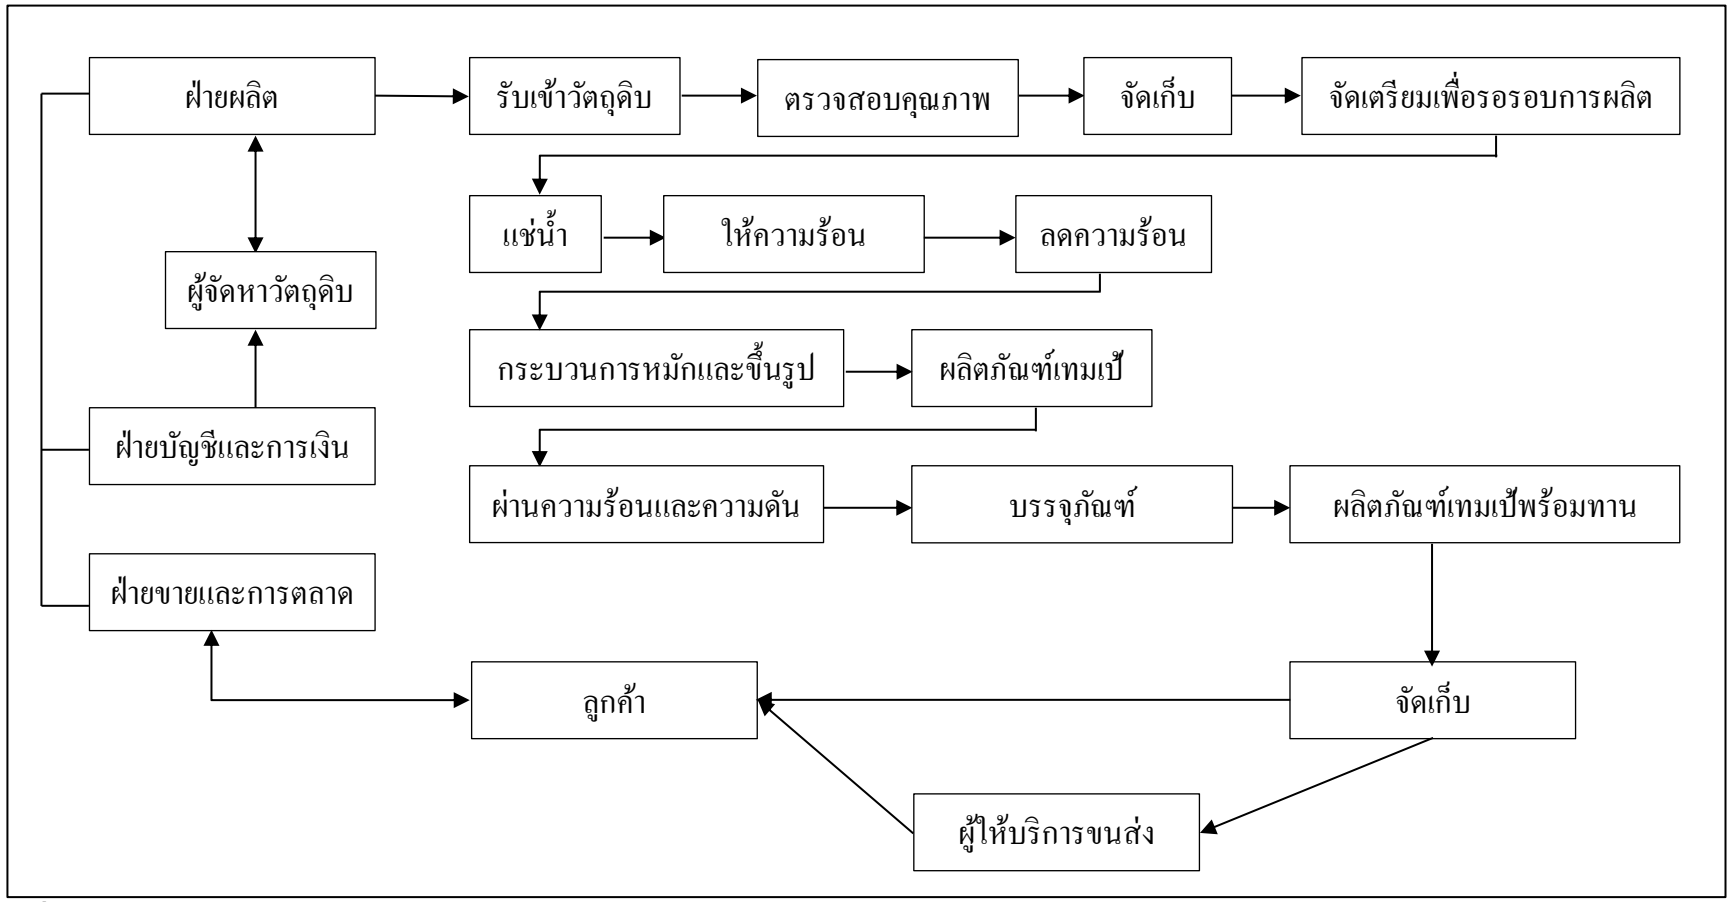 ฝ่ายผลิต
รับเข้าวัตถุดิบ
ตรวจสอบคุณภาพ
จัดเก็บ
จัดเตรียมเพื่อรอรอบการผลิต
แช่น้ำ
ให้ความร้อน
ลดความร้อน
ผู้จัดหาวัตถุดิบ
กระบวนการหมักและขึ้นรูป
ผลิตภัณฑ์เทมเป้
ฝ่ายบัญชีและการเงิน
ผ่านความร้อนและความดัน
บรรจุภัณฑ์
ผลิตภัณฑ์เทมเป้พร้อมทาน
ฝ่ายขายและการตลาด
ลูกค้า
จัดเก็บ
ผู้ให้บริการขนส่ง